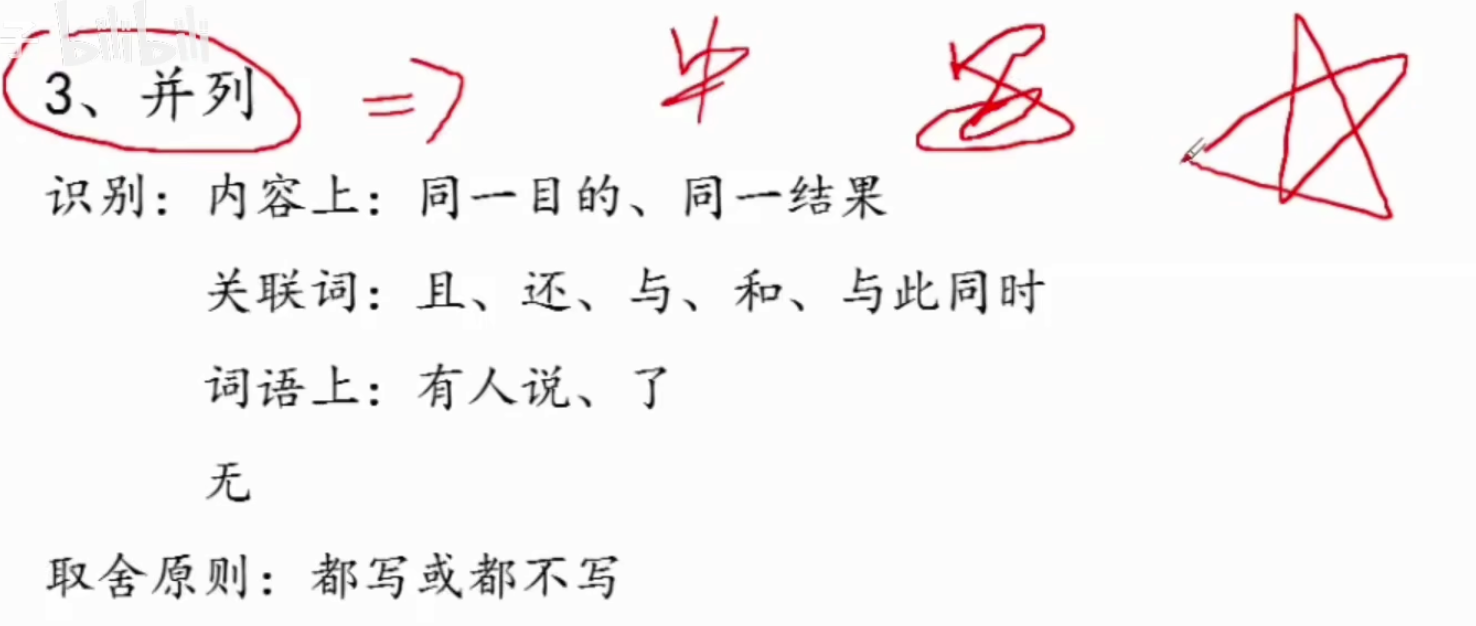 bilibili
3、并列
识别：内容上：同一目的、同一结果
关联词：且、还、与、和、与此同时
词语上：有人说、了
无
取舍原则：都写或都不写